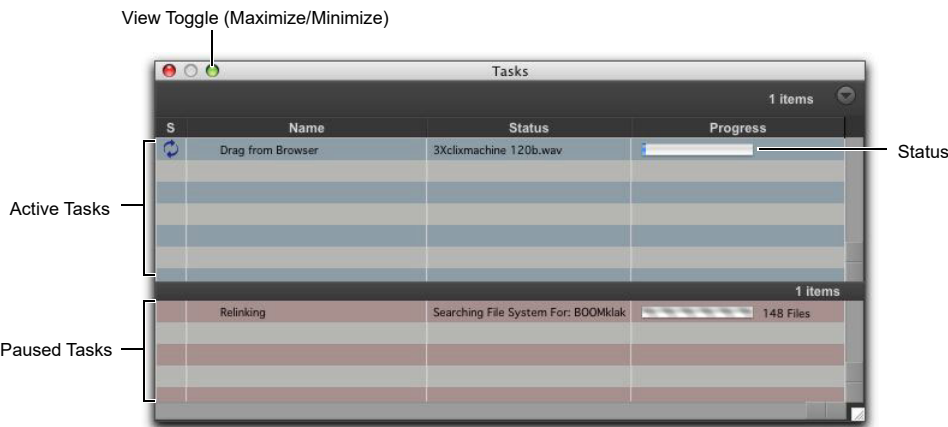 View Toggle (Maximize/Minimize)
Tasks
1 items
S Name Status Progress
Drag from Browser 3Xclixmachine 120b.wav
Status
Active Tasks
1 items
Relinking Searching File System For: BOOMklak 148 Files
Paused Tasks